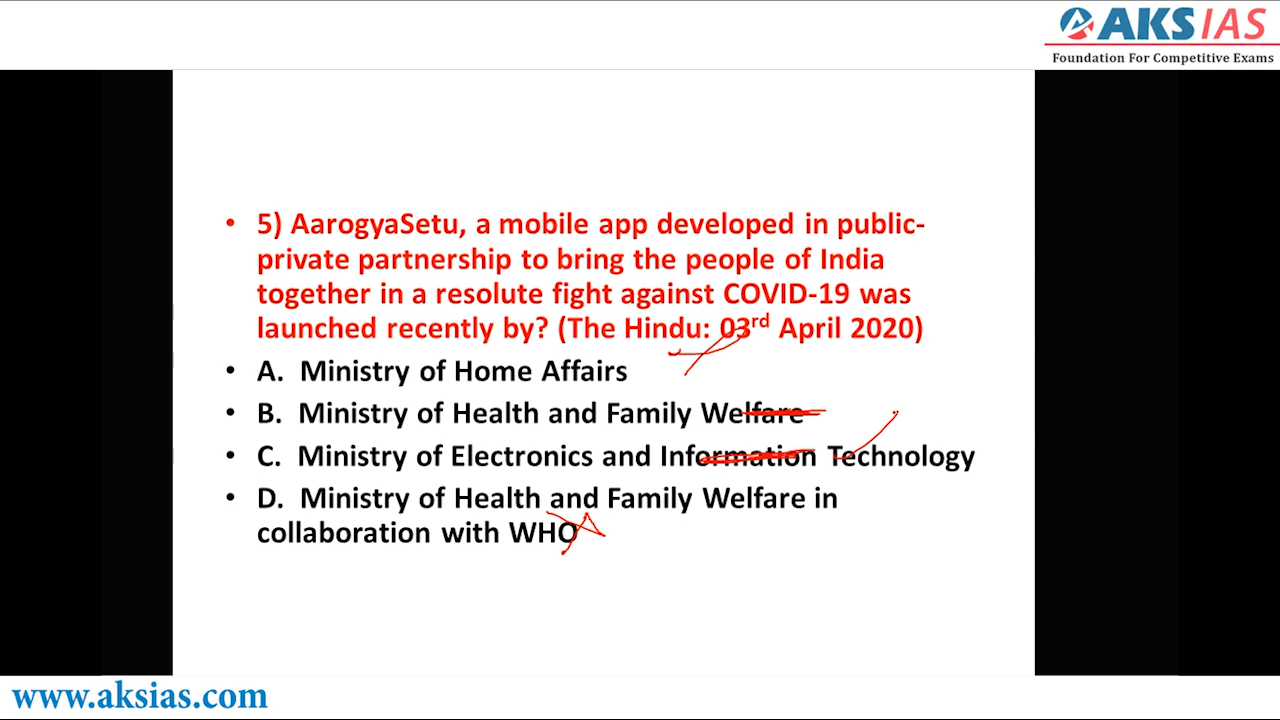 AKS IAS
Foundation For Competitive Exams
• 5) AarogyaSetu, a mobile app developed in public-
private partnership to bring the people of India
together in a resolute fight against COVID-19 was
launched recently by? (The Hindu: 03rd April 2020)
• A. Ministry of Home Affairs
• B. Ministry of Health and Family Welfare
• C. Ministry of Electronics and Information Technology
• D. Ministry of Health and Family Welfare in
collaboration with WHO
www.aksias.com